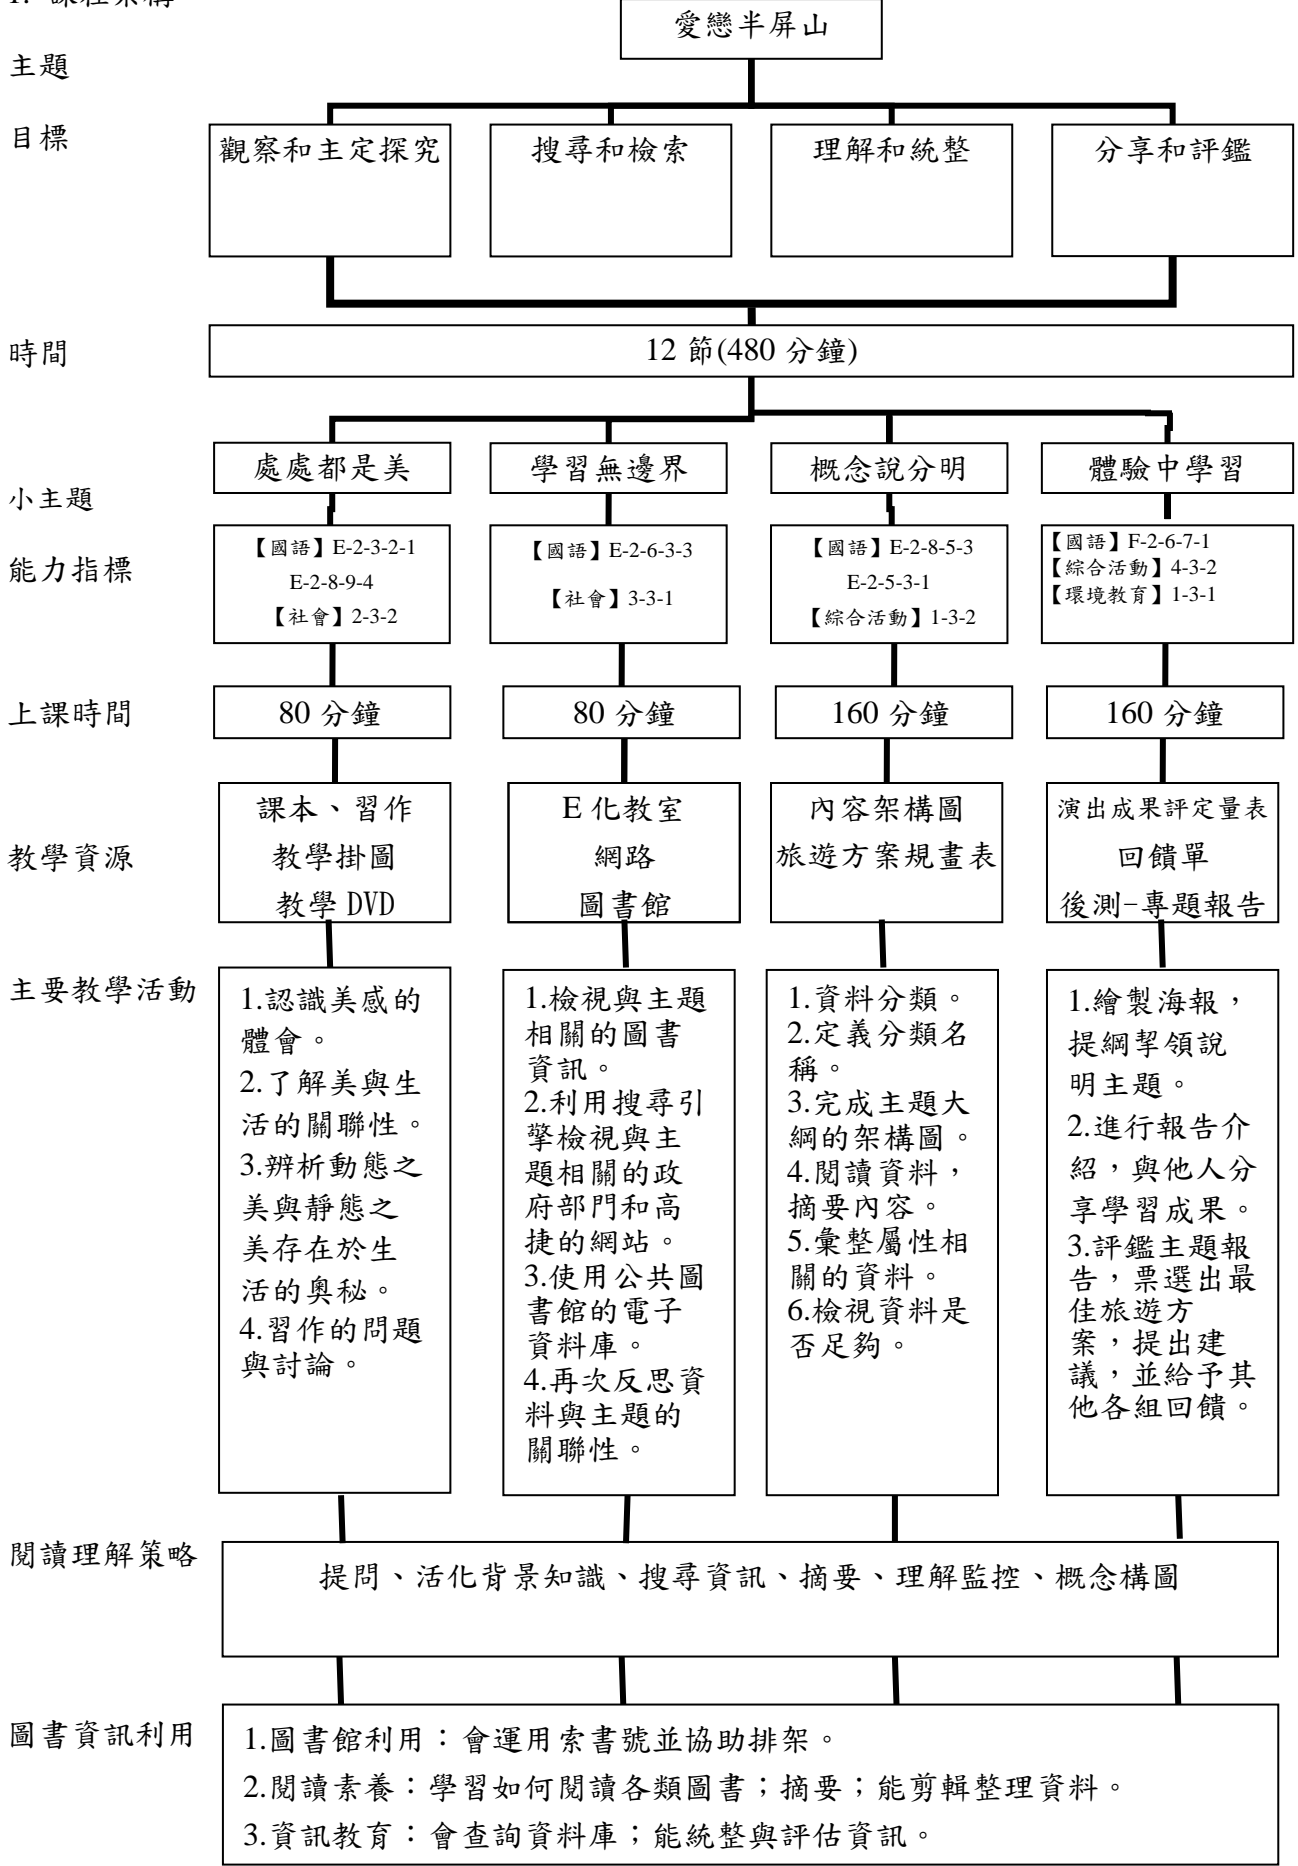 1. 課程架構
愛戀半屏山
主題
目標
觀察和主定探究
搜尋和檢索
理解和統整
分享和評鑑
時間
12 節(480 分鐘)
小主題
處處都是美
學習無邊界
概念說分明
體驗中學習
能力指標
【國語】E-2-3-2-1
E-2-8-9-4
【社會】2-3-2
【國語】E-2-6-3-3
【社會】3-3-1
【國語】E-2-8-5-3
E-2-5-3-1
【綜合活動】1-3-2
【國語】F-2-6-7-1
【綜合活動】4-3-2
【環境教育】1-3-1
上課時間
80 分鐘
80 分鐘
160 分鐘
160 分鐘
教學資源
課本、習作
教學掛圖
教學 DVD
E 化教室
網路
圖書館
內容架構圖
旅遊方案規畫表
演出成果評定量表
回饋單
後測-專題報告
主要教學活動
1.認識美感的
體會。
2.了解美與生
活的關聯性。
3.辨析動態之
美與靜態之
美存在於生
活的奧秘。
4.習作的問題
與討論。
1.檢視與主題
相關的圖書
資訊。
2.利用搜尋引
擎檢視與主
題相關的政
府部門和高
捷的網站。
3.使用公共圖
書館的電子
資料庫。
4.再次反思資
料與主題的
關聯性。
1.資料分類。
2.定義分類名
稱。
3.完成主題大
綱的架構圖。
4.閱讀資料，
摘要內容。
5.彙整屬性相
關的資料。
6.檢視資料是
否足夠。
1.繪製海報，
提綱挈領說
明主題。
2.進行報告介
紹，與他人分
享學習成果。
3.評鑑主題報
告，票選出最
佳旅遊方
案，提出建
議，並給予其
他各組回饋。
閱讀理解策略
提問、活化背景知識、搜尋資訊、摘要、理解監控、概念構圖
圖書資訊利用
1.圖書館利用：會運用索書號並協助排架。
2.閱讀素養：學習如何閱讀各類圖書；摘要；能剪輯整理資料。
3.資訊教育：會查詢資料庫；能統整與評估資訊。